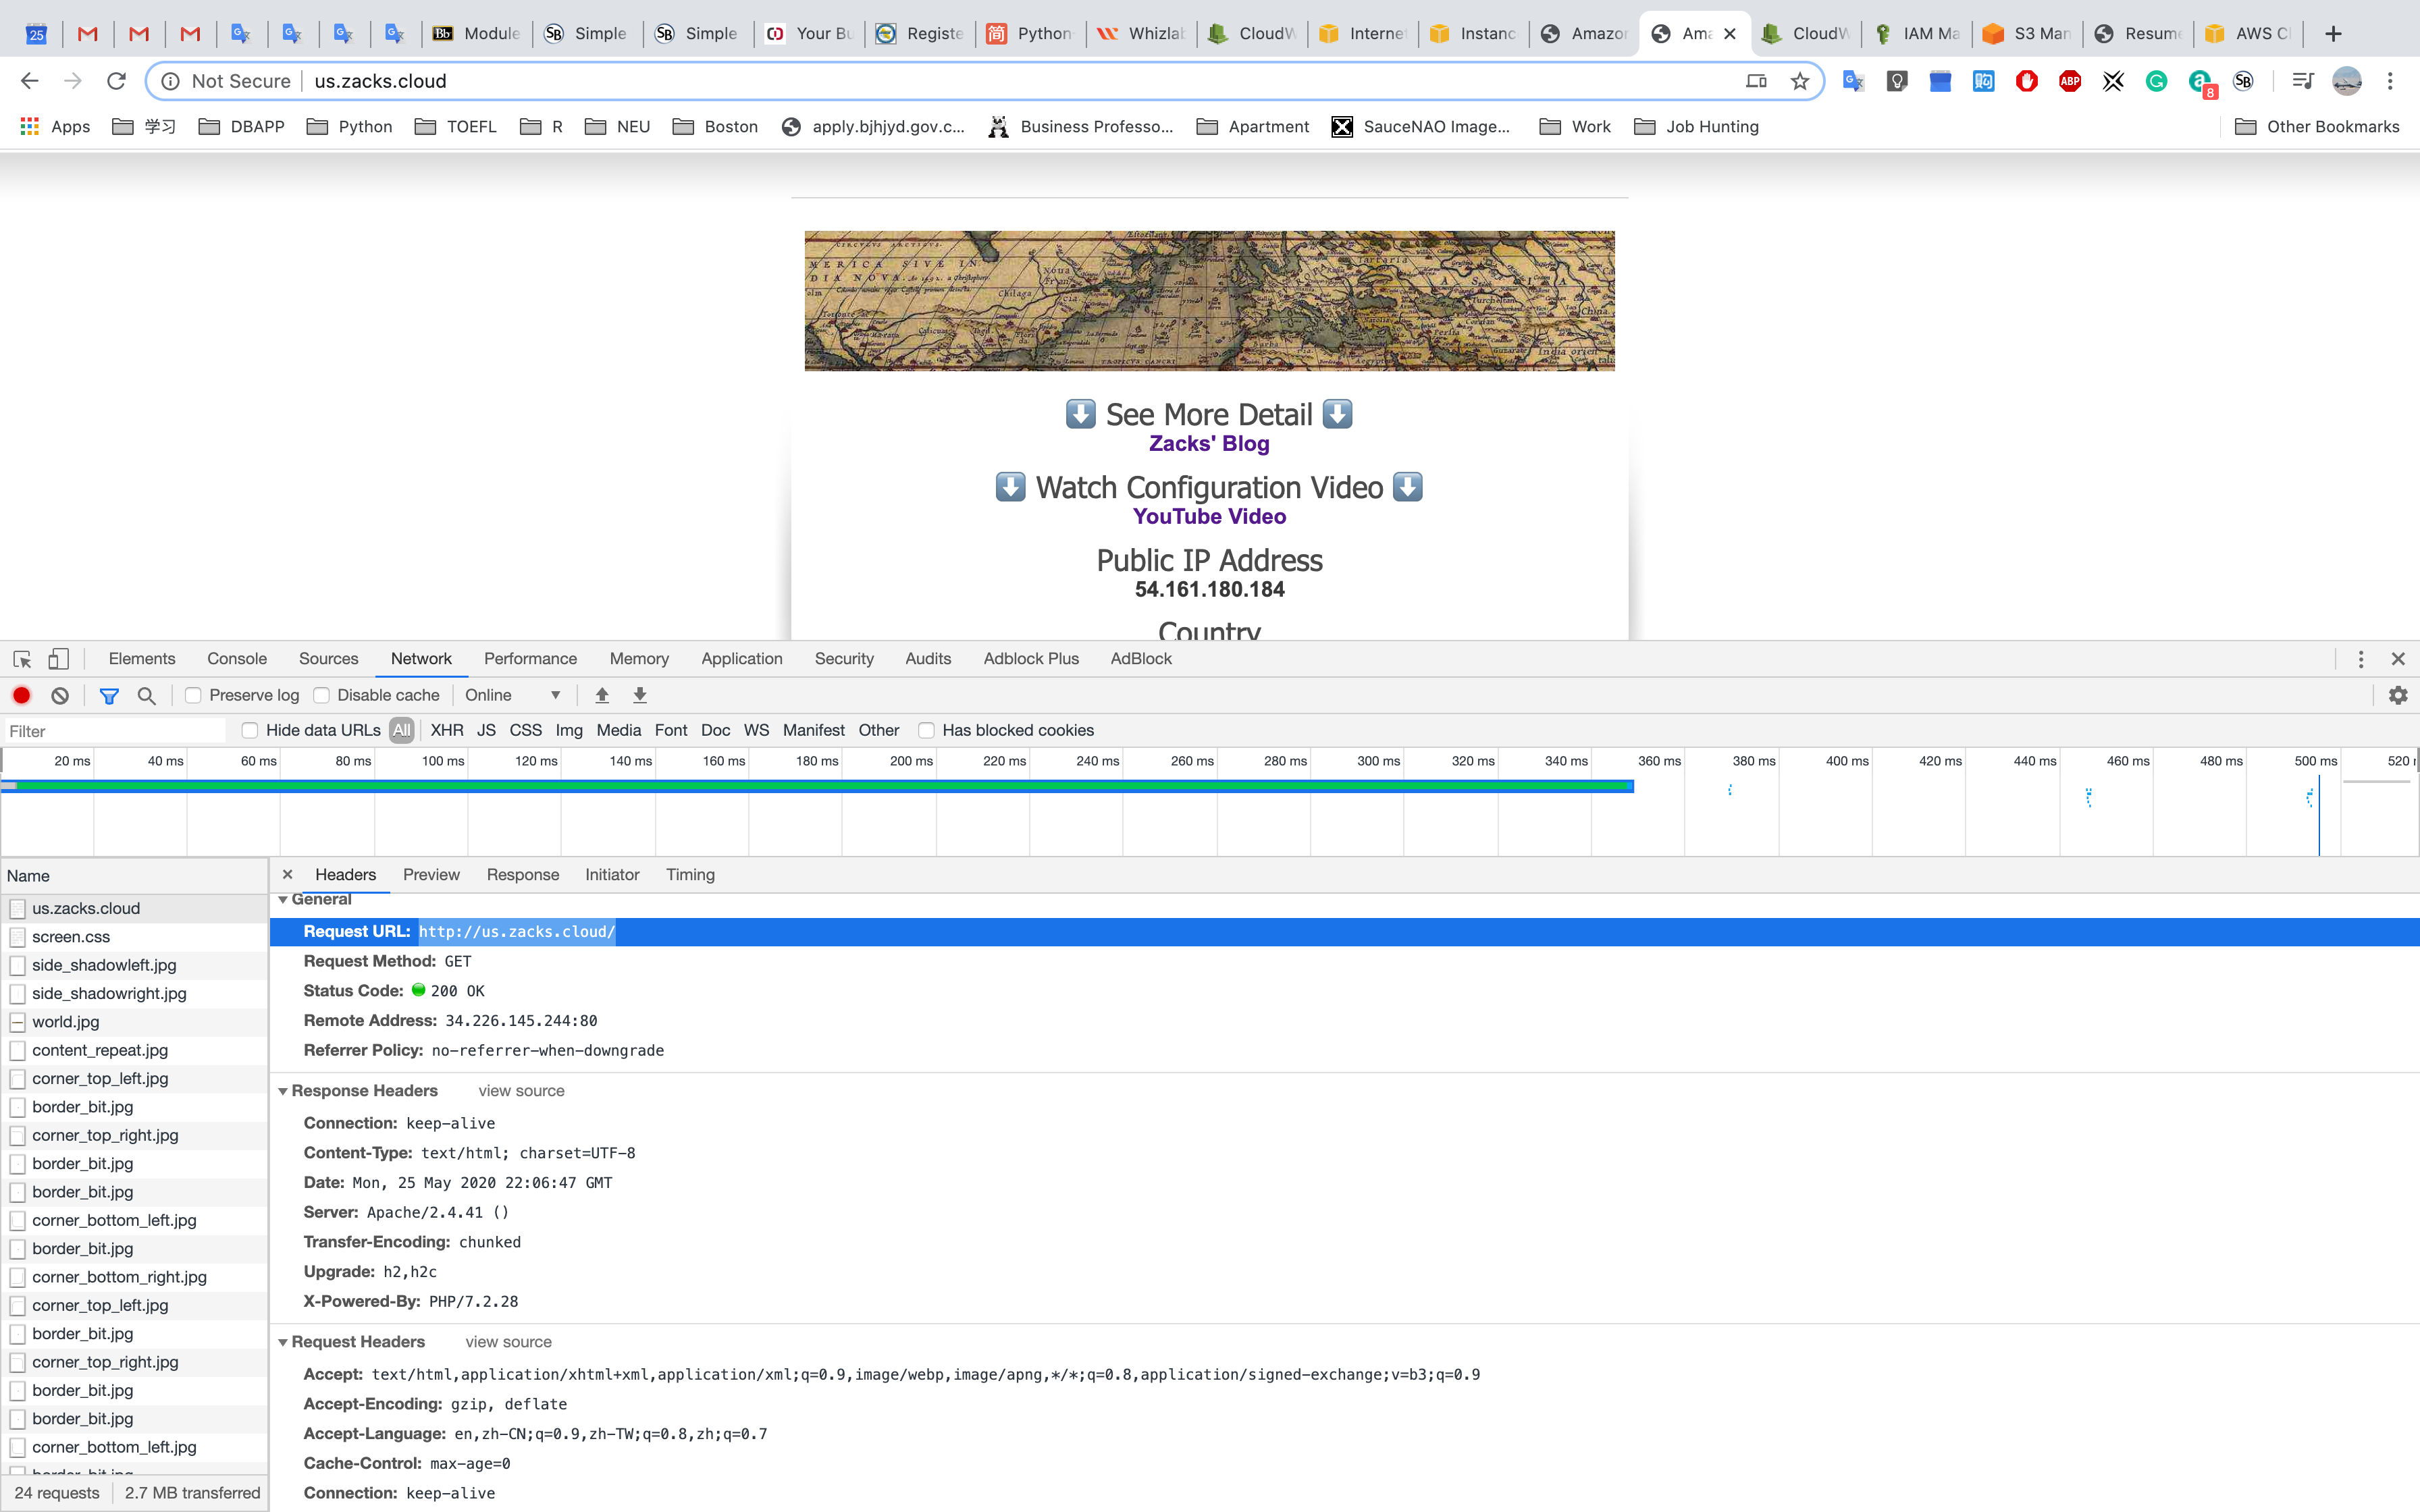 25 Module Simple Simple Your Bu Registe Python Whizlab CloudW Interne Instanc Amazon Ama CloudW IAM Ma S3 Man Resume AWS Cl
Not Secure us.zacks.cloud 8
Apps 学习 DBAPP Python TOEFL R NEU Boston apply.bjhjyd.gov.c... Business Professo... Apartment SauceNAO Image... Work Job Hunting Other Bookmarks
See More Detail
Zacks' Blog
Watch Configuration Video
YouTube Video
Public IP Address
54.161.180.184
Country
Elements Console Sources Network Performance Memory Application Security Audits Adblock Plus AdBlock
Preserve log Disable cache Online
Filter Hide data URLs All XHR JS CSS Img Media Font Doc WS Manifest Other Has blocked cookies
20 ms 40 ms 60 ms 80 ms 100 ms 120 ms 140 ms 160 ms 180 ms 200 ms 220 ms 240 ms 260 ms 280 ms 300 ms 320 ms 340 ms 360 ms 380 ms 400 ms 420 ms 440 ms 460 ms 480 ms 500 ms 520
Name
us.zacks.cloud
screen.css
side_shadowleft.jpg
side_shadowright.jpg
world.jpg
content_repeat.jpg
corner_top_left.jpg
border_bit.jpg
corner_top_right.jpg
border_bit.jpg
border_bit.jpg
corner_bottom_left.jpg
border_bit.jpg
corner_bottom_right.jpg
corner_top_left.jpg
border_bit.jpg
corner_top_right.jpg
border_bit.jpg
border_bit.jpg
corner_bottom_left.jpg
border_bit.jpg
24 requests 2.7 MB transferred
Headers Preview Response Initiator Timing
General
Request URL: http://us.zacks.cloud/
Request Method: GET
Status Code: 200 OK
Remote Address: 34.226.145.244:80
Referrer Policy: no-referrer-when-downgrade
Response Headers view source
Connection: keep-alive
Content-Type: text/html; charset=UTF-8
Date: Mon, 25 May 2020 22:06:47 GMT
Server: Apache/2.4.41 ()
Transfer-Encoding: chunked
Upgrade: h2,h2c
X-Powered-By: PHP/7.2.28
Request Headers view source
Accept: text/html,application/xhtml+xml,application/xml;q=0.9,image/webp,image/apng,*/*;q=0.8,application/signed-exchange;v=b3;q=0.9
Accept-Encoding: gzip, deflate
Accept-Language: en,zh-CN;q=0.9,zh-TW;q=0.8,zh;q=0.7
Cache-Control: max-age=0
Connection: keep-alive